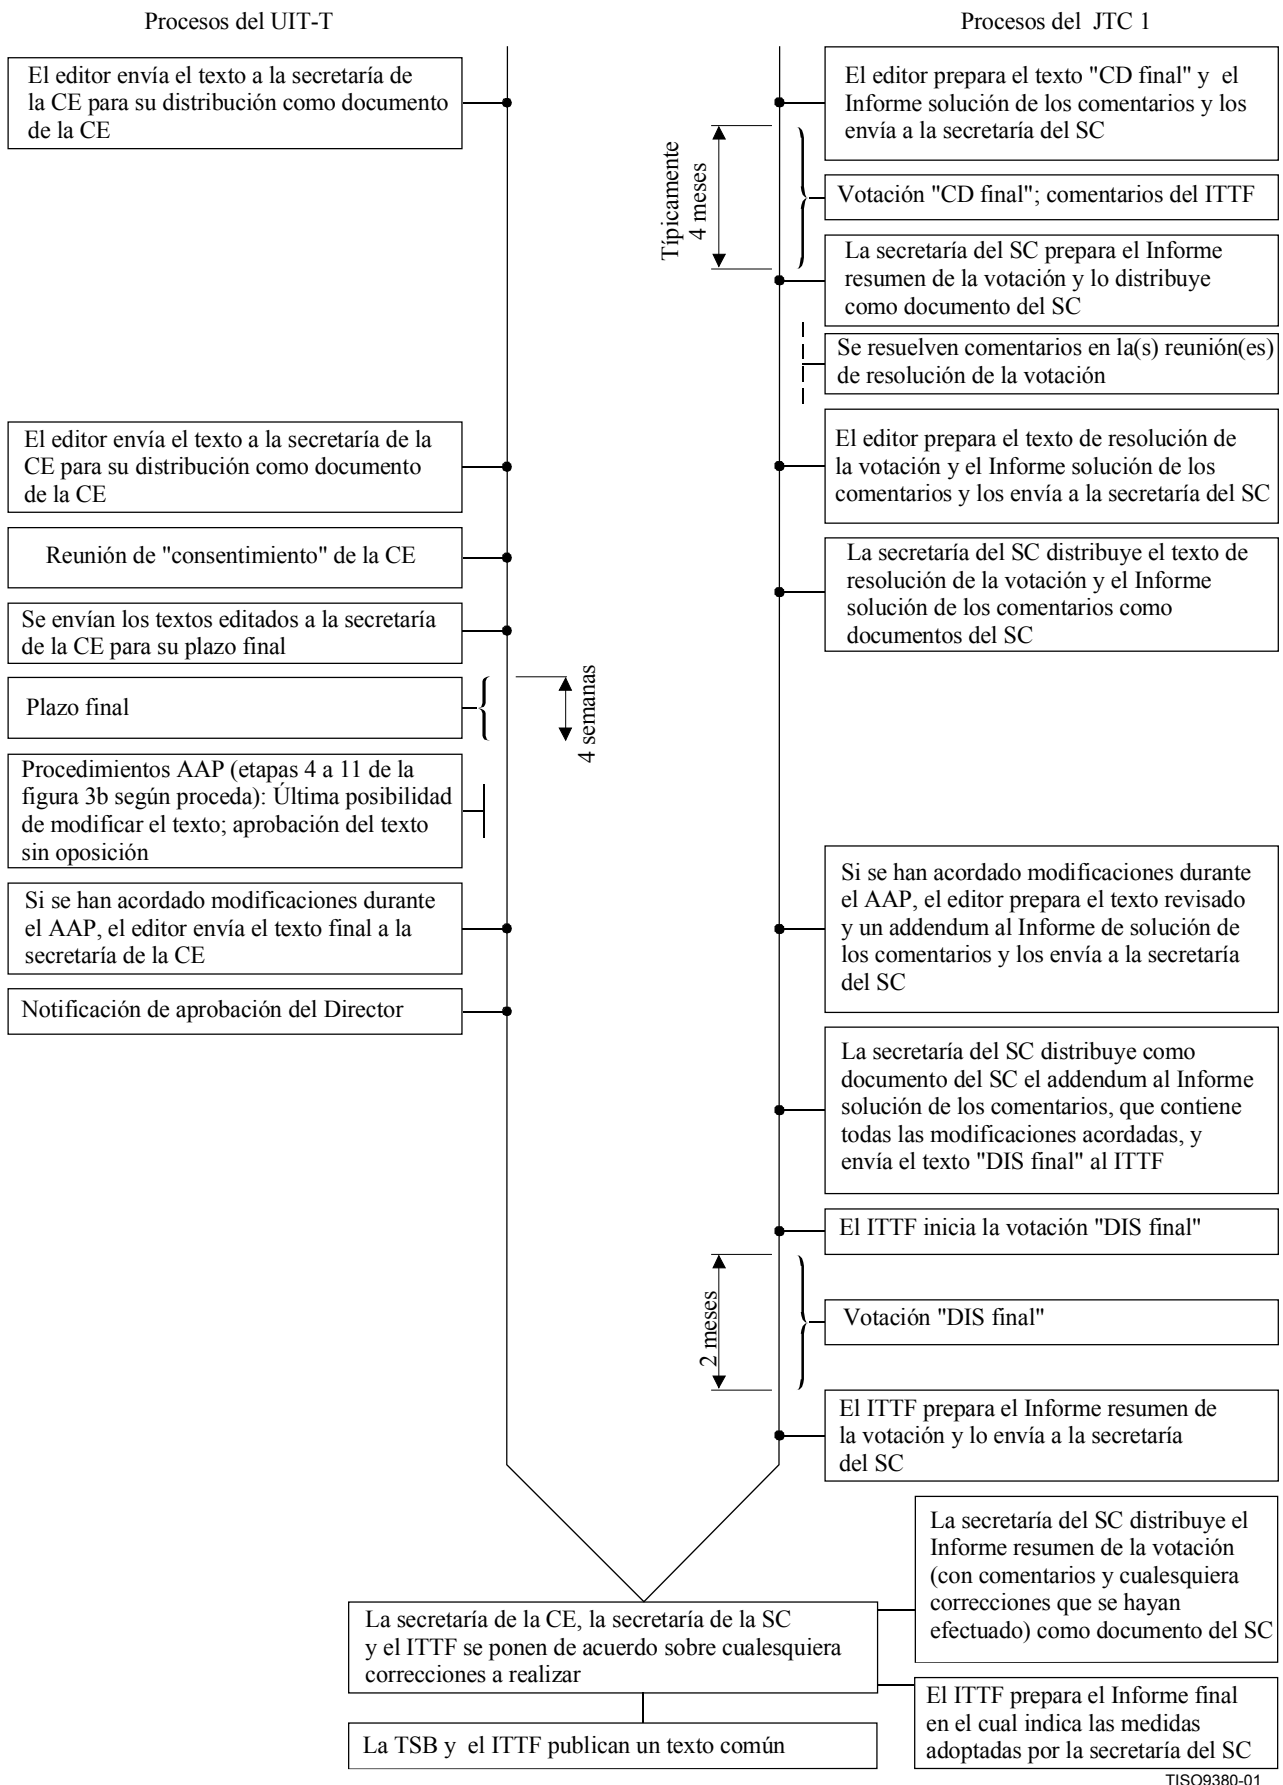 Procesos del UIT-T
Procesos del JTC 1
El editor envía el texto a la secretaría de
la CE para su distribución como documento
de la CE
El editor prepara el texto "CD final" y el
Informe solución de los comentarios y los
envía a la secretaría del SC
Típicamente
4 meses
Votación "CD final"; comentarios del ITTF
La secretaría del SC prepara el Informe
resumen de la votación y lo distribuye
como documento del SC
Se resuelven comentarios en la(s) reunión(es)
de resolución de la votación
El editor envía el texto a la secretaría de la
CE para su distribución como documento
de la CE
El editor prepara el texto de resolución de
la votación y el Informe solución de los
comentarios y los envía a la secretaría del SC
Reunión de "consentimiento" de la CE
La secretaría del SC distribuye el texto de
resolución de la votación y el Informe
solución de los comentarios como
documentos del SC
Se envían los textos editados a la secretaría
de la CE para su plazo final
Plazo final
4 semanas
Procedimientos AAP (etapas 4 a 11 de la
figura 3b según proceda): Última posibilidad
de modificar el texto; aprobación del texto
sin oposición
Si se han acordado modificaciones durante
el AAP, el editor envía el texto final a la
secretaría de la CE
Si se han acordado modificaciones durante
el AAP, el editor prepara el texto revisado
y un addendum al Informe de solución de
los comentarios y los envía a la secretaría
del SC
Notificación de aprobación del Director
La secretaría del SC distribuye como
documento del SC el addendum al Informe
solución de los comentarios, que contiene
todas las modificaciones acordadas, y
envía el texto "DIS final" al ITTF
El ITTF inicia la votación "DIS final"
2 meses
Votación "DIS final"
El ITTF prepara el Informe resumen de
la votación y lo envía a la secretaría
del SC
La secretaría del SC distribuye el
Informe resumen de la votación
(con comentarios y cualesquiera
correcciones que se hayan
efectuado) como documento del SC
La secretaría de la CE, la secretaría de la SC
y el ITTF se ponen de acuerdo sobre cualesquiera
correcciones a realizar
El ITTF prepara el Informe final
en el cual indica las medidas
adoptadas por la secretaría del SC
La TSB y el ITTF publican un texto común
TISO9380-01